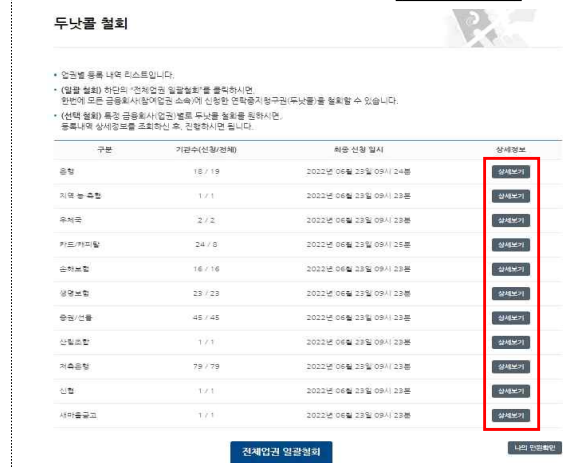 두낫콜 철회
• 업권별 등록 내역 리스트입니다.
• (일괄 철회) 하단의 "전체업권 일괄철회"를 클릭하시면,
한번에 모든 금융회사(참여업권 소속)에 신청한 연락중지청구권(두낫콜)을 철회할 수 있습니다.
• (선택 철회) 특정 금융회사(업권)별로 두낫콜 철회를 원하시면,
등록내역 상세정보를 조회하신 후, 진행하시면 됩니다.
구분 기관수(신청/전체) 최종 신청 일시 상세정보
은행 18 / 19 2022년 06월 23일 09시 24분 상세보기
지역 농·축협 1 / 1 2022년 06월 23일 09시 23분 상세보기
우체국 2 / 2 2022년 06월 23일 09시 23분 상세보기
카드/캐피탈 24 / 8 2022년 06월 23일 09시 25분 상세보기
손해보험 16 / 16 2022년 06월 23일 09시 23분 상세보기
생명보험 23 / 23 2022년 06월 23일 09시 23분 상세보기
증권/선물 45 / 45 2022년 06월 23일 09시 23분 상세보기
산림조합 1 / 1 2022년 06월 23일 09시 23분 상세보기
저축은행 79 / 79 2022년 06월 23일 09시 23분 상세보기
신협 1 / 1 2022년 06월 23일 09시 23분 상세보기
새마을금고 1 / 1 2022년 06월 23일 09시 23분 상세보기
전체업권 일괄철회 나의 민원확인